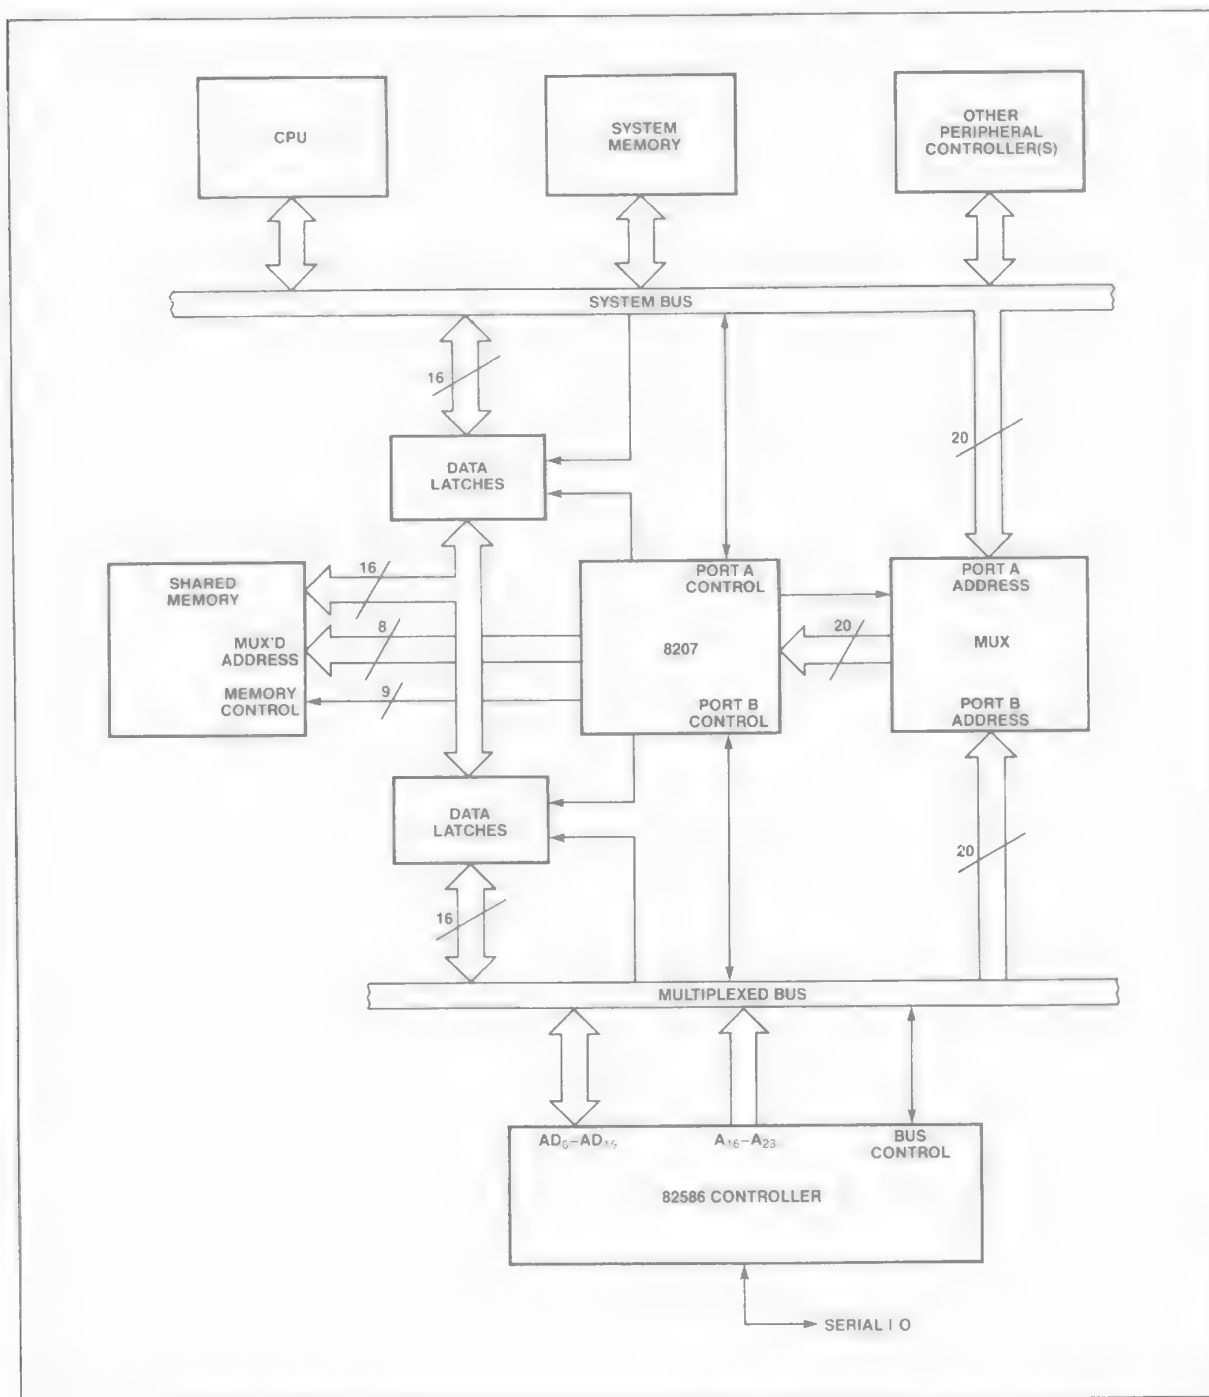 CPU
SYSTEM
MEMORY
OTHER
PERIPHERAL
CONTROLLER(S)
SYSTEM BUS
16
20
DATA
LATCHES
SHARED
MEMORY
MUX'D
ADDRESS
MEMORY
CONTROL
16
8
9
PORT A
CONTROL
8207
PORT B
CONTROL
20
PORT A
ADDRESS
MUX
PORT B
ADDRESS
DATA
LATCHES
16
20
MULTIPLEXED BUS
AD₀–AD₁₅
A₁₆–A₂₃
BUS
CONTROL
82586 CONTROLLER
SERIAL I O